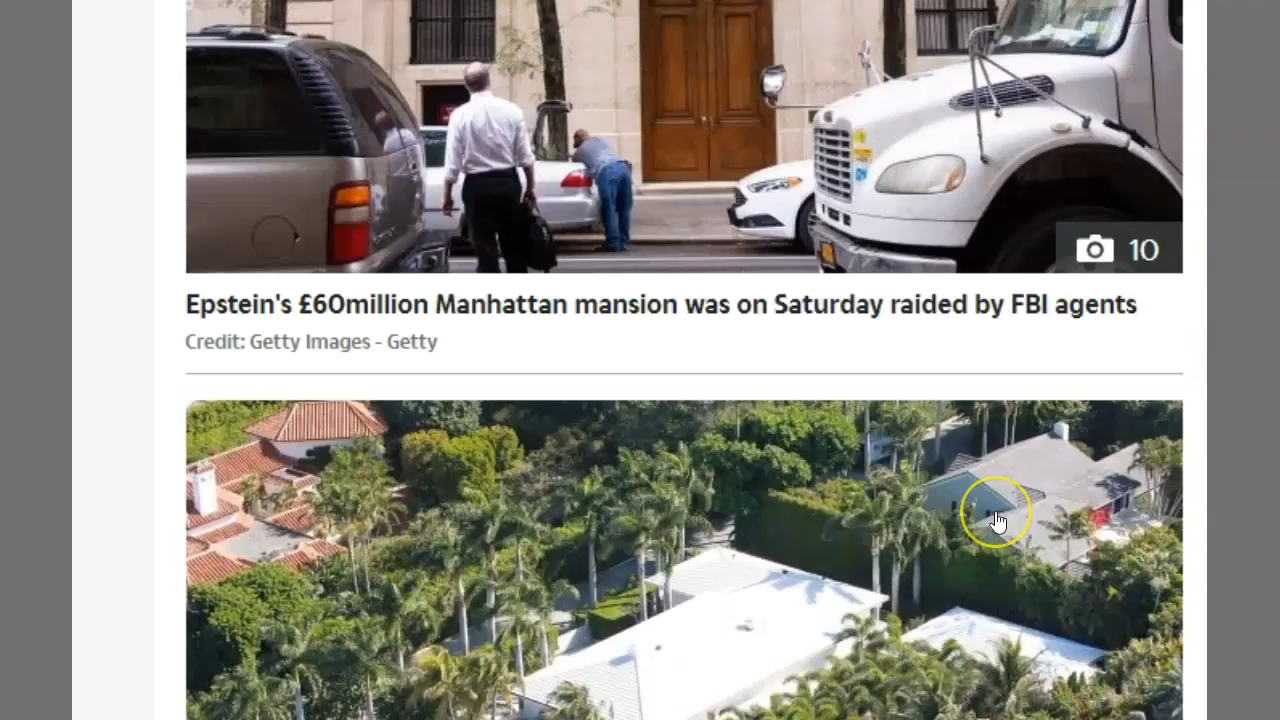 10
Epstein's £60million Manhattan mansion was on Saturday raided by FBI agents
Credit: Getty Images - Getty